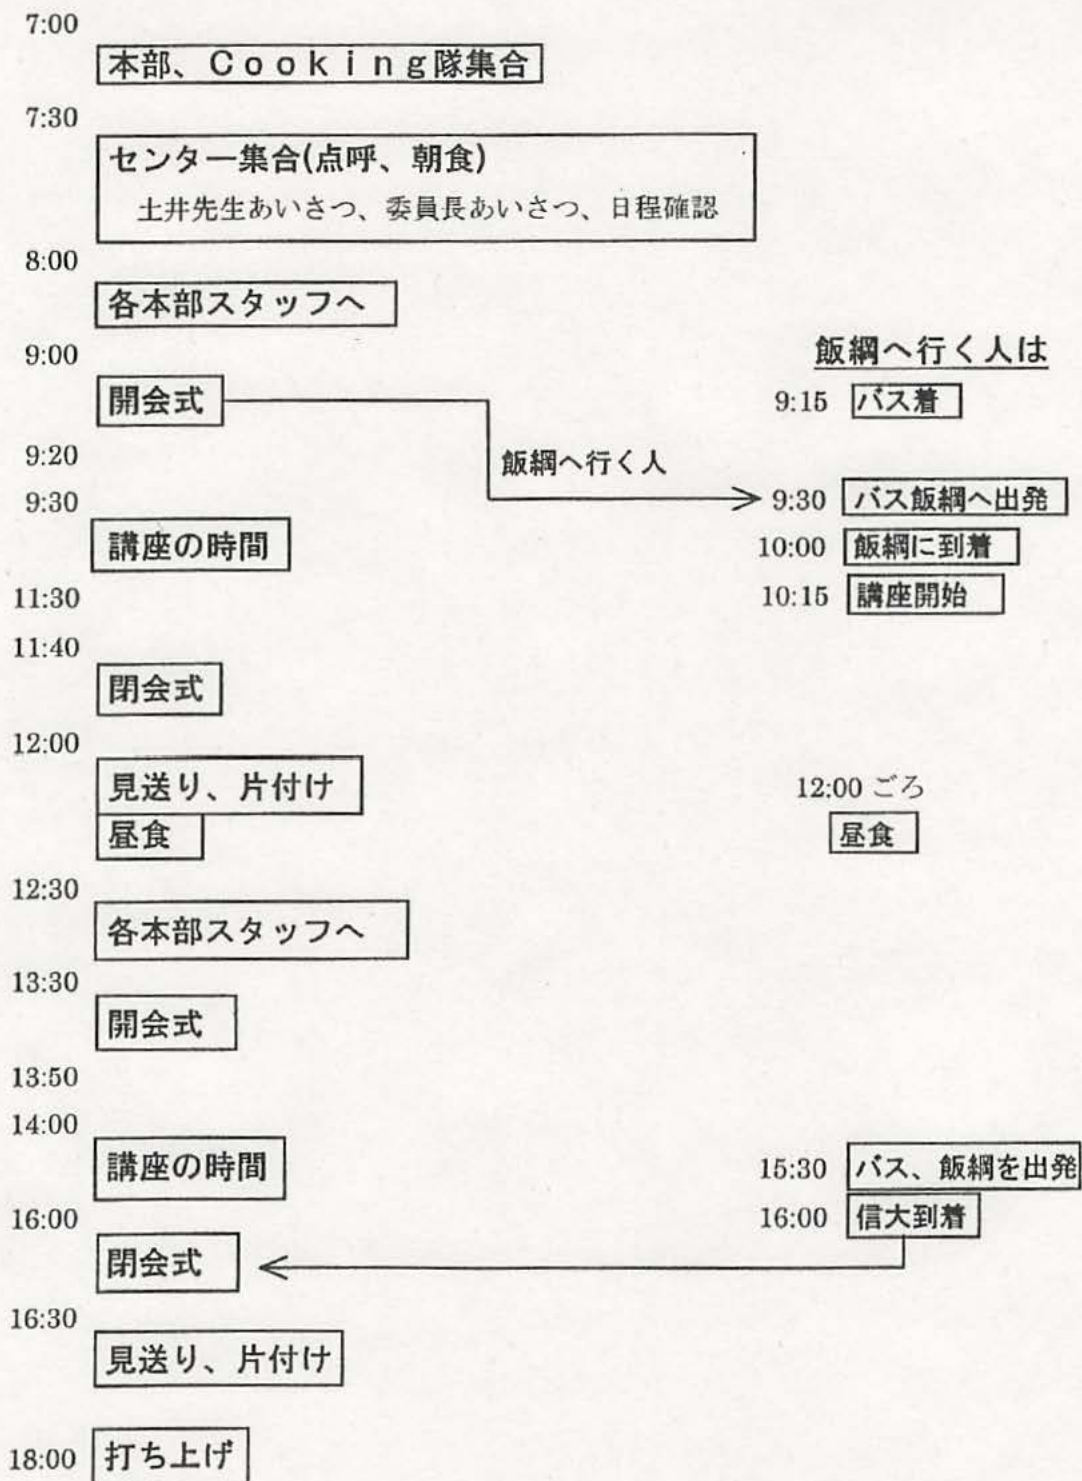 7:00
本部、Cooking隊集合
7:30
センター集合(点呼、朝食)
土井先生あいさつ、委員長あいさつ、日程確認
8:00
各本部スタッフへ
9:00
開会式
9:20
飯綱へ行く人
9:30
講座の時間
11:30
11:40
閉会式
12:00
見送り、片付け
昼食
12:30
各本部スタッフへ
13:30
開会式
13:50
14:00
講座の時間
16:00
閉会式
16:30
見送り、片付け
18:00 打ち上げ
飯綱へ行く人は
9:15 バス着
9:30 バス飯綱へ出発
10:00 飯綱に到着
10:15 講座開始
12:00 ごろ
昼食
15:30 バス、飯綱を出発
16:00 信大到着